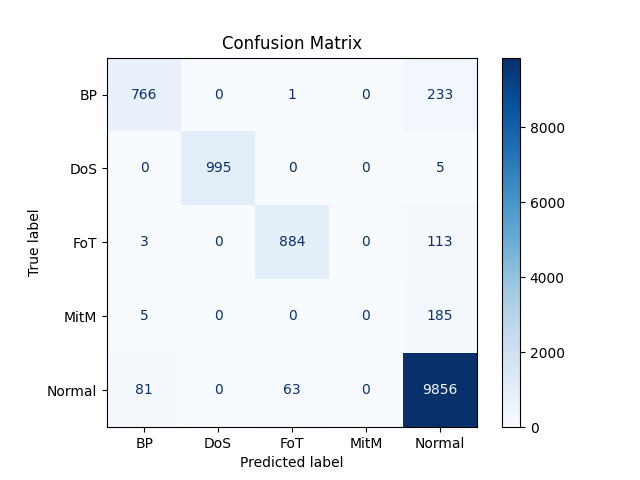 Confusion Matrix
BP 766 0 1 0 233
DoS 0 995 0 0 5
FoT 3 0 884 0 113
MitM 5 0 0 0 185
Normal 81 0 63 0 9856
BP DoS FoT MitM Normal
Predicted label
True label
8000
6000
4000
2000
0